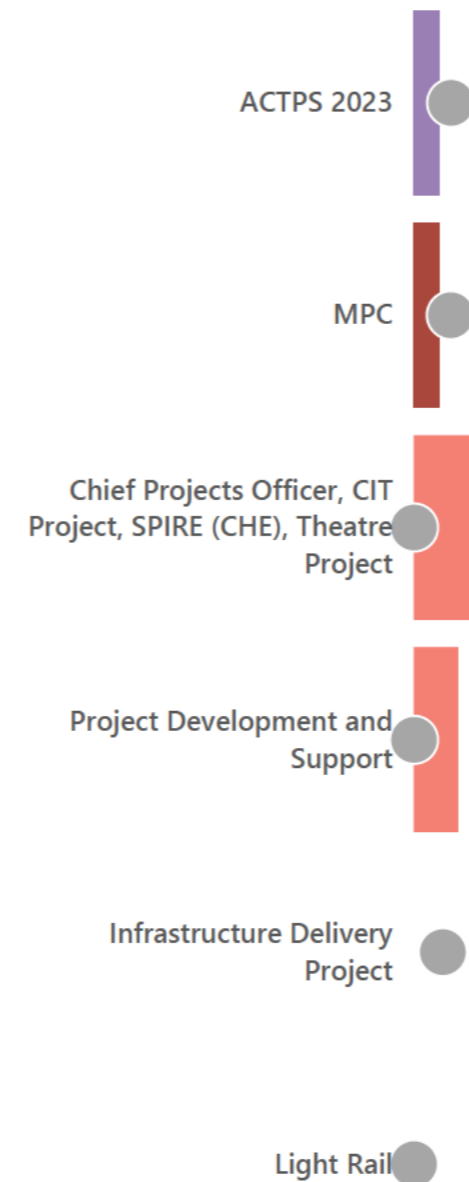 ACTPS 2023
MPC
Chief Projects Officer, CIT
Project, SPIRE (CHE), Theatre
Project
Project Development and
Support
Infrastructure Delivery
Project
Light Rail